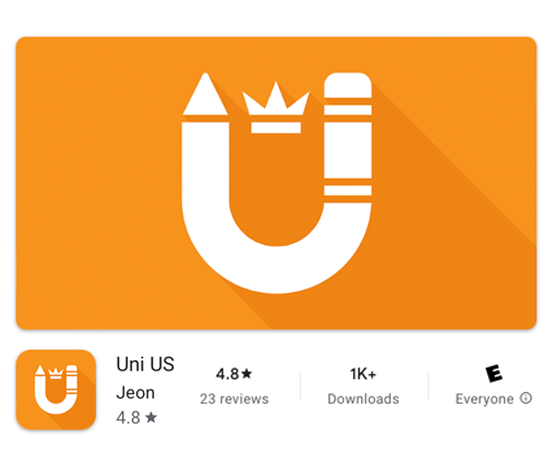 Uni US
Jeon
4.8 ★
4.8★
23 reviews
1K+
Downloads
E
Everyone ⓘ